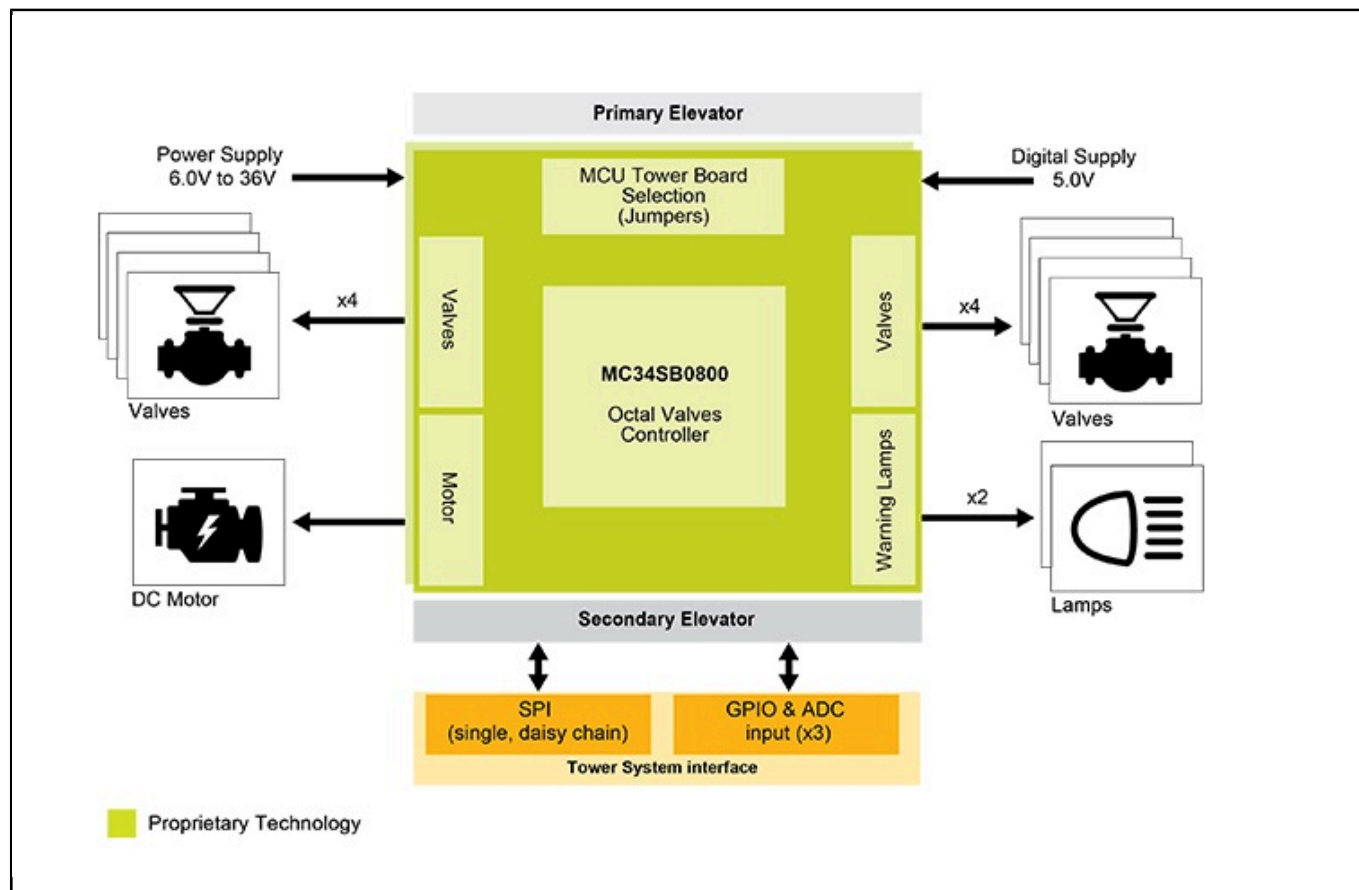 Primary Elevator
Power Supply
6.0V to 36V
Digital Supply
5.0V
MCU Tower Board
Selection
(Jumpers)
Valves
x4
Valves
MC34SB0800
Octal Valves
Controller
Valves
x4
Valves
Motor
DC Motor
Warning Lamps
x2
Lamps
Secondary Elevator
SPI
(single, daisy chain)
GPIO & ADC
input (x3)
Tower System interface
Proprietary Technology